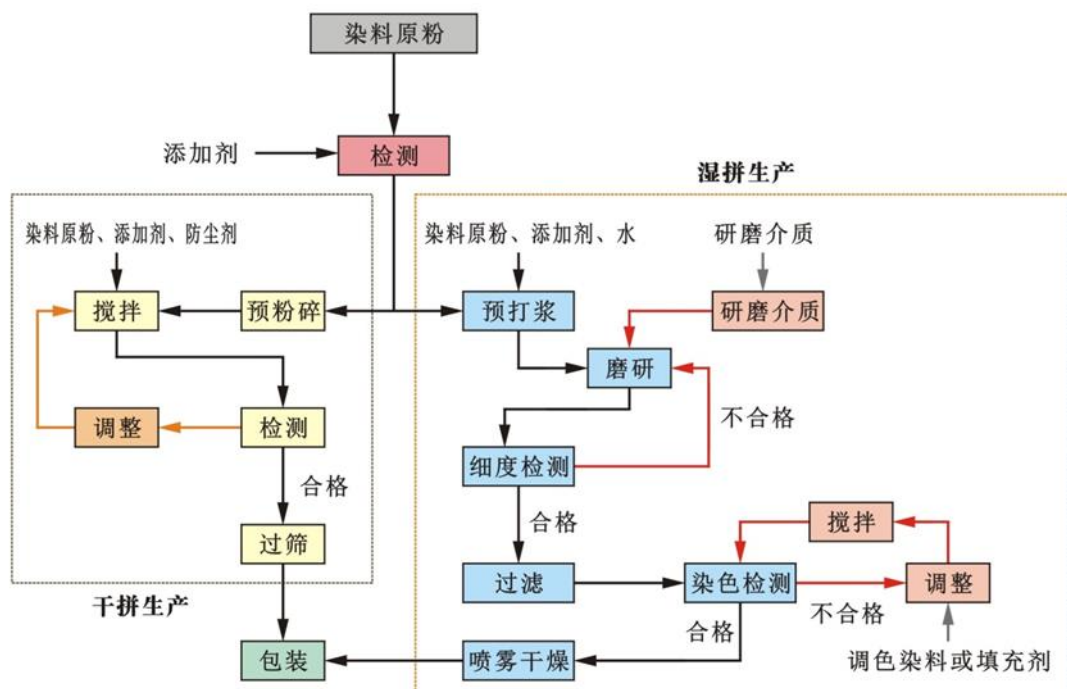 染料原粉
添加剂
检测
湿拼生产
染料原粉、添加剂、防尘剂
染料原粉、添加剂、水
研磨介质
搅拌
预粉碎
预打浆
研磨介质
磨研
调整
检测
不合格
细度检测
合格
合格
搅拌
过筛
过滤
染色检测
调整
干拼生产
不合格
合格
包装
喷雾干燥
调色染料或填充剂